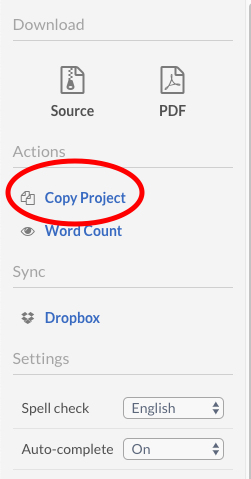 Download
Source PDF
Actions
Copy Project
Word Count
Sync
Dropbox
Settings
Spell check English
Auto-complete On